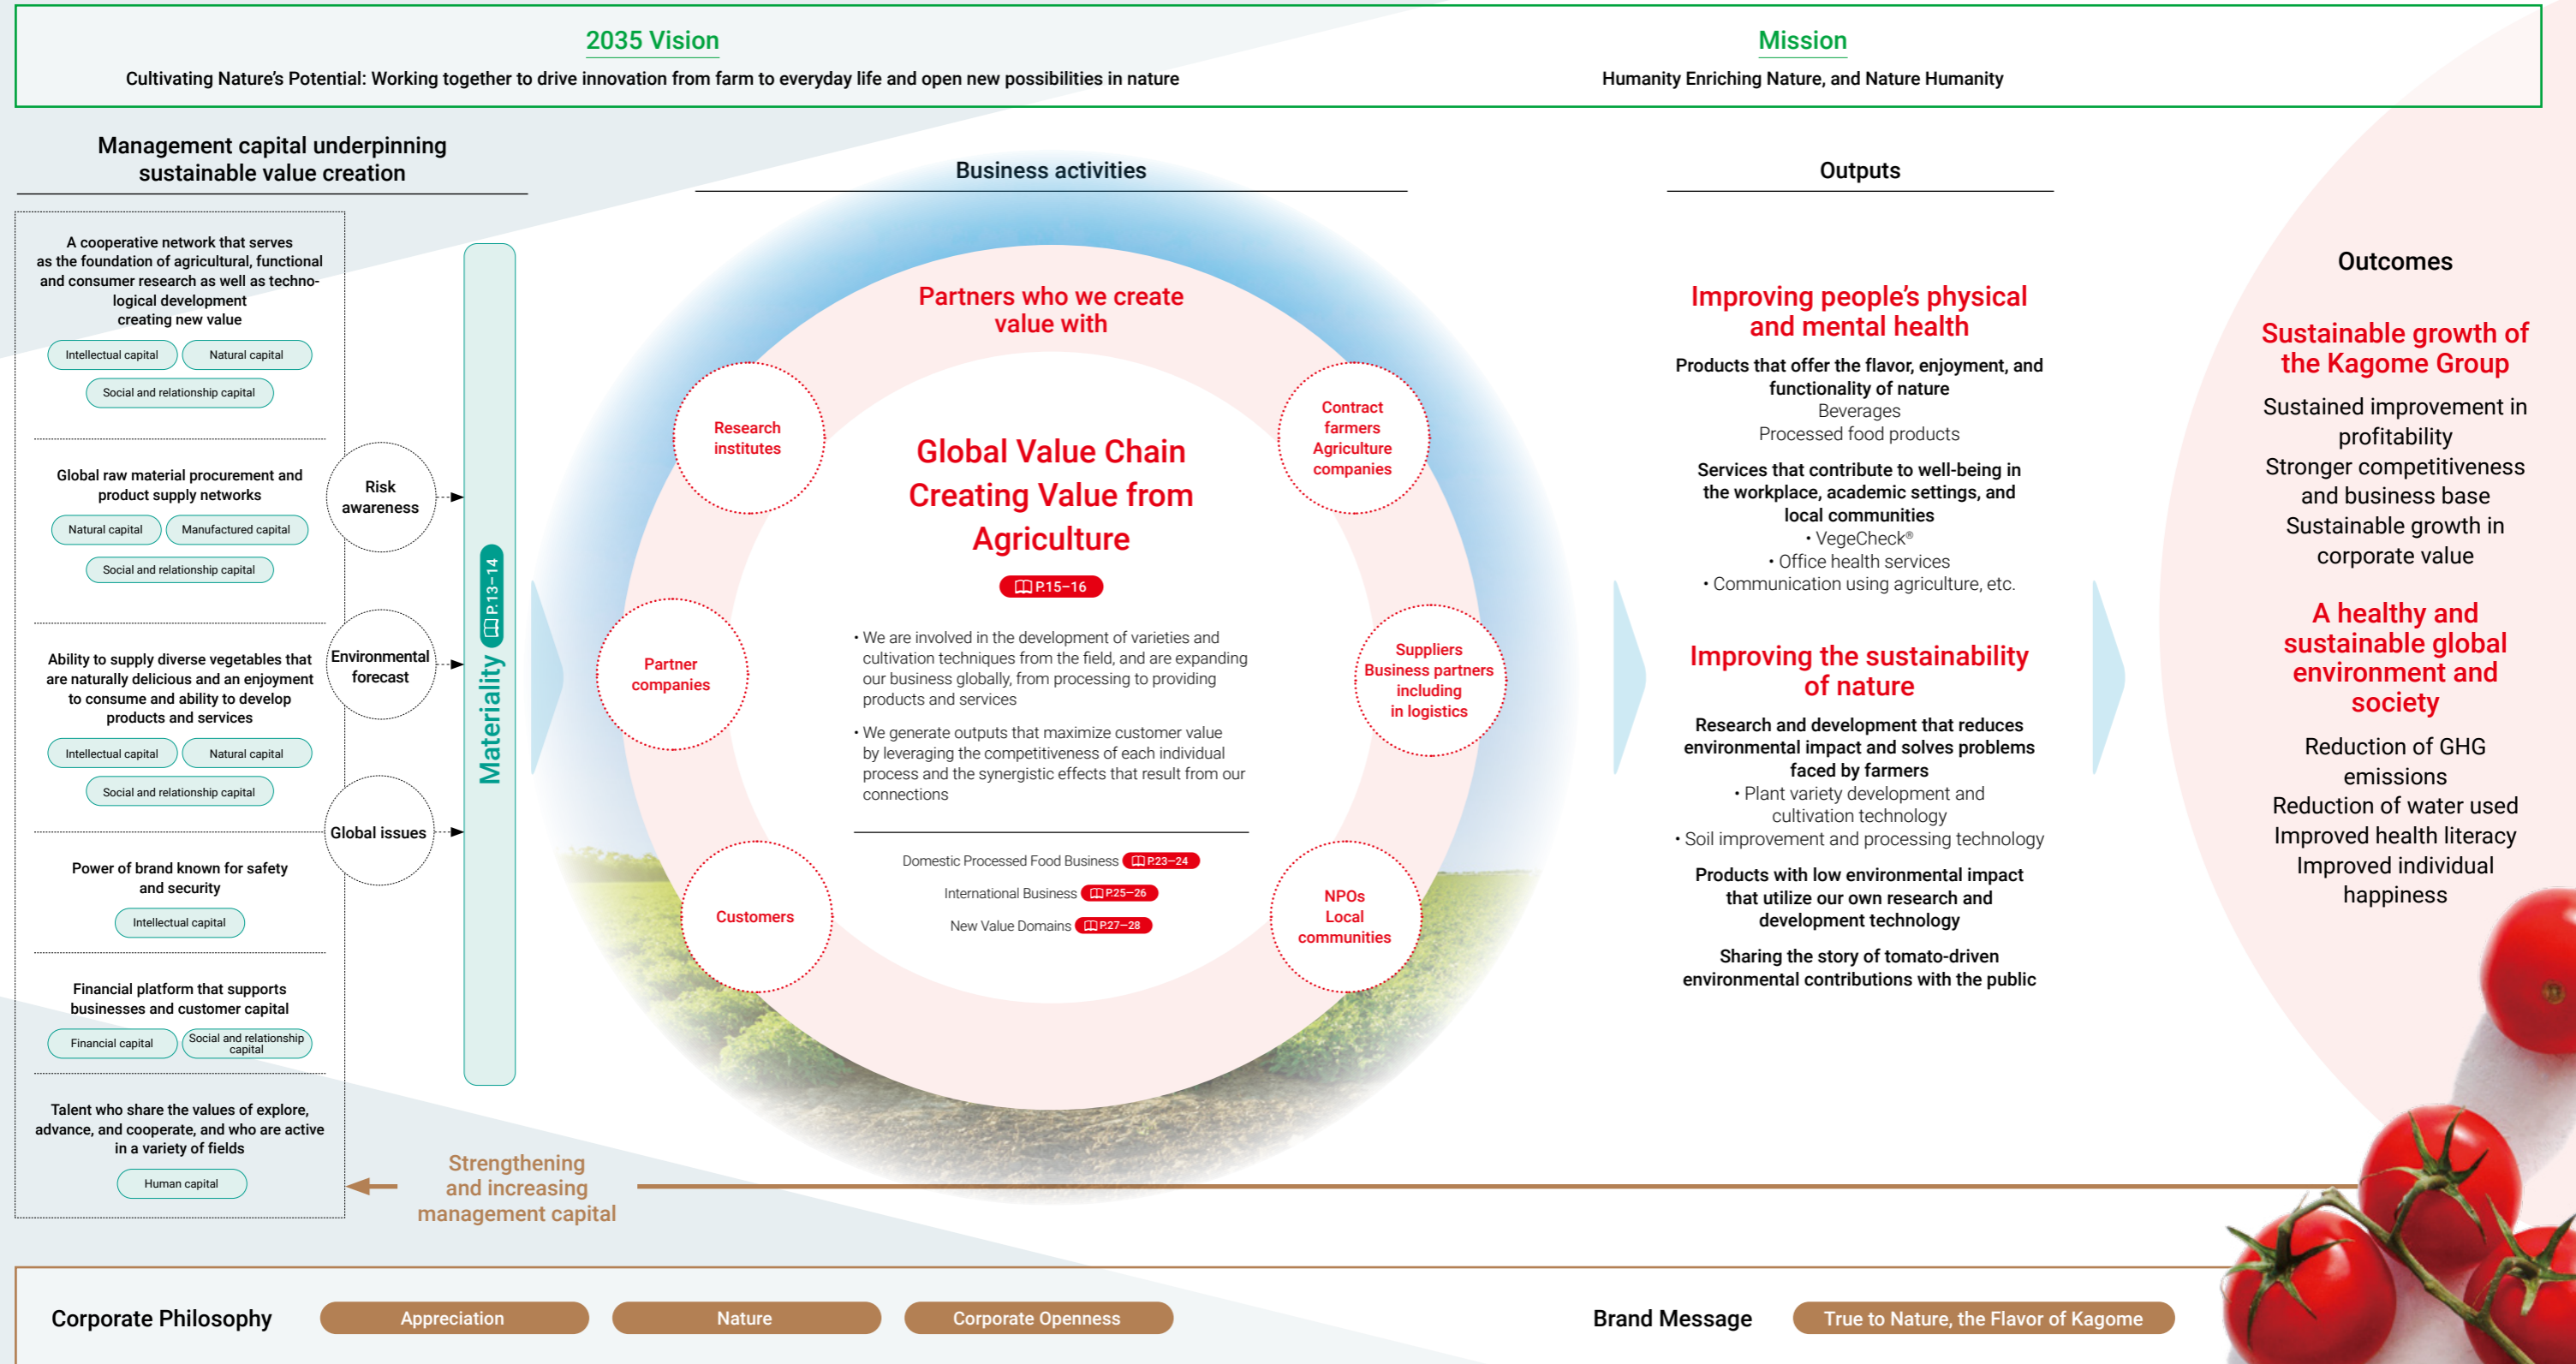 2035 Vision
Cultivating Nature’s Potential: Working together to drive innovation from farm to everyday life and open new possibilities in nature
Mission
Humanity Enriching Nature, and Nature Humanity
Management capital underpinning
sustainable value creation
A cooperative network that serves
as the foundation of agricultural, functional
and consumer research as well as techno-
logical development
creating new value
Intellectual capital
Natural capital
Social and relationship capital
Global raw material procurement and
product supply networks
Natural capital
Manufactured capital
Social and relationship capital
Ability to supply diverse vegetables that
are naturally delicious and an enjoyment
to consume and ability to develop
products and services
Intellectual capital
Natural capital
Social and relationship capital
Power of brand known for safety
and security
Intellectual capital
Financial platform that supports
businesses and customer capital
Financial capital
Social and relationship
capital
Talent who share the values of explore,
advance, and cooperate, and who are active
in a variety of fields
Human capital
Risk
awareness
Environmental
forecast
Global issues
Materiality P.13–14
Business activities
Partners who we create
value with
Research
institutes
Partner
companies
Customers
Contract
farmers
Agriculture
companies
Suppliers
Business partners
including
in logistics
NPOs
Local
communities
Global Value Chain
Creating Value from
Agriculture
P.15–16
• We are involved in the development of varieties and
cultivation techniques from the field, and are expanding
our business globally, from processing to providing
products and services
• We generate outputs that maximize customer value
by leveraging the competitiveness of each individual
process and the synergistic effects that result from our
connections
Domestic Processed Food Business P.23–24
International Business P.25–26
New Value Domains P.27–28
Outputs
Improving people’s physical
and mental health
Products that offer the flavor, enjoyment, and
functionality of nature
Beverages
Processed food products
Services that contribute to well-being in
the workplace, academic settings, and
local communities
• VegeCheck®
• Office health services
• Communication using agriculture, etc.
Improving the sustainability
of nature
Research and development that reduces
environmental impact and solves problems
faced by farmers
• Plant variety development and
cultivation technology
• Soil improvement and processing technology
Products with low environmental impact
that utilize our own research and
development technology
Sharing the story of tomato-driven
environmental contributions with the public
Outcomes
Sustainable growth of
the Kagome Group
Sustained improvement in
profitability
Stronger competitiveness
and business base
Sustainable growth in
corporate value
A healthy and
sustainable global
environment and
society
Reduction of GHG
emissions
Reduction of water used
Improved health literacy
Improved individual
happiness
Strengthening
and increasing
management capital
Corporate Philosophy
Appreciation
Nature
Corporate Openness
Brand Message
True to Nature, the Flavor of Kagome